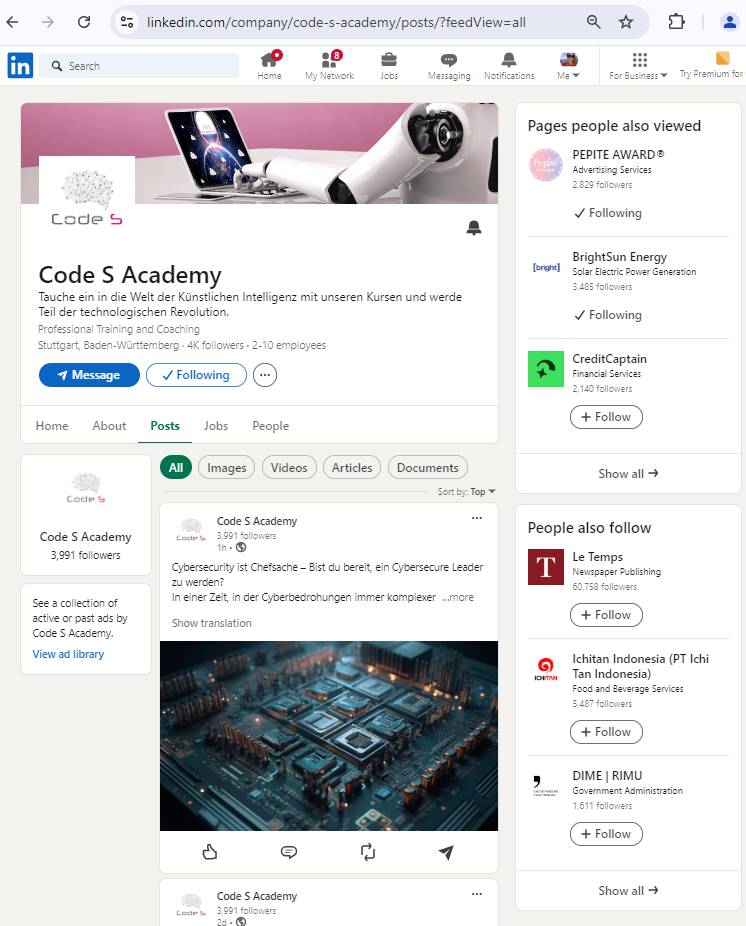 linkedin.com/company/code-s-academy/posts/?feedView=all
in
Search
Home
8
My Network
Jobs
Messaging
Notifications
Me
For Business
Try Premium for
Code S
Code S Academy
Tauche ein in die Welt der Künstlichen Intelligenz mit unseren Kursen und werde
Teil der technologischen Revolution.
Professional Training and Coaching
Stuttgart, Baden-Württemberg · 4K followers · 2-10 employees
Message
Following
Home
About
Posts
Jobs
People
Code S
Code S Academy
3,991 followers
See a collection of
active or past ads by
Code S Academy.
View ad library
All
Images
Videos
Articles
Documents
Sort by: Top
Code S
Code S Academy
3,991 followers
1h •
Cybersecurity ist Chefsache – Bist du bereit, ein Cybersecure Leader
zu werden?
In einer Zeit, in der Cyberbedrohungen immer komplexer ...more
Show translation
Code S
Code S Academy
3,991 followers
2d •
Pages people also viewed
Pepite
PEPITE AWARD®
Advertising Services
2,829 followers
Following
[bright]
BrightSun Energy
Solar Electric Power Generation
3,485 followers
Following
CreditCaptain
Financial Services
2,140 followers
+ Follow
Show all →
People also follow
T
Le Temps
Newspaper Publishing
60,758 followers
+ Follow
ICHITAN
Ichitan Indonesia (PT Ichi
Tan Indonesia)
Food and Beverage Services
5,487 followers
+ Follow
DIME | RIMU
Government Administration
1,611 followers
+ Follow
Show all →